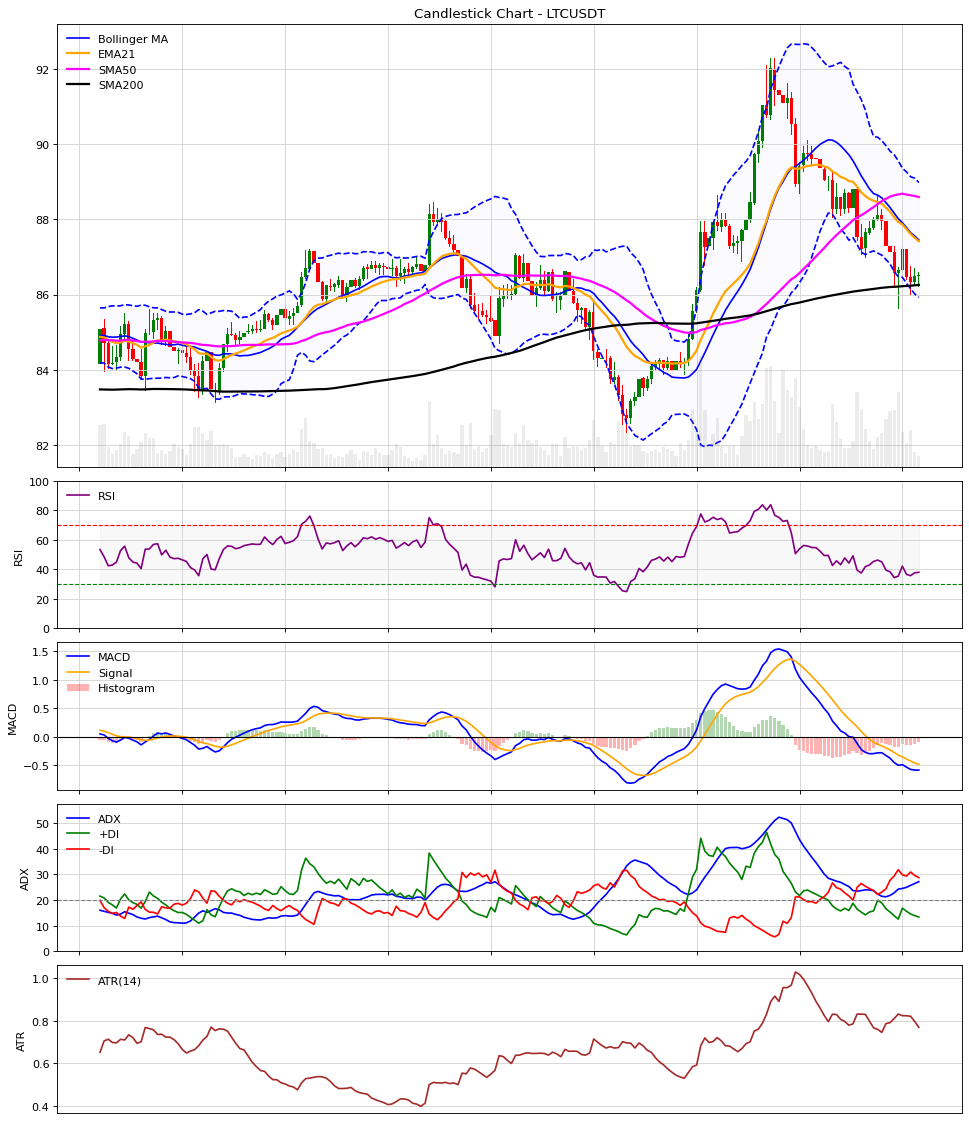 Candlestick Chart - LTCUSDT
Bollinger MA
EMA21
SMA50
SMA200
92
90
88
86
84
82
RSI
100
80
60
40
20
0
RSI
MACD
Signal
Histogram
1.5
1.0
0.5
0.0
−0.5
MACD
ADX
+DI
-DI
50
40
30
20
10
0
ADX
ATR(14)
1.0
0.8
0.6
0.4
ATR